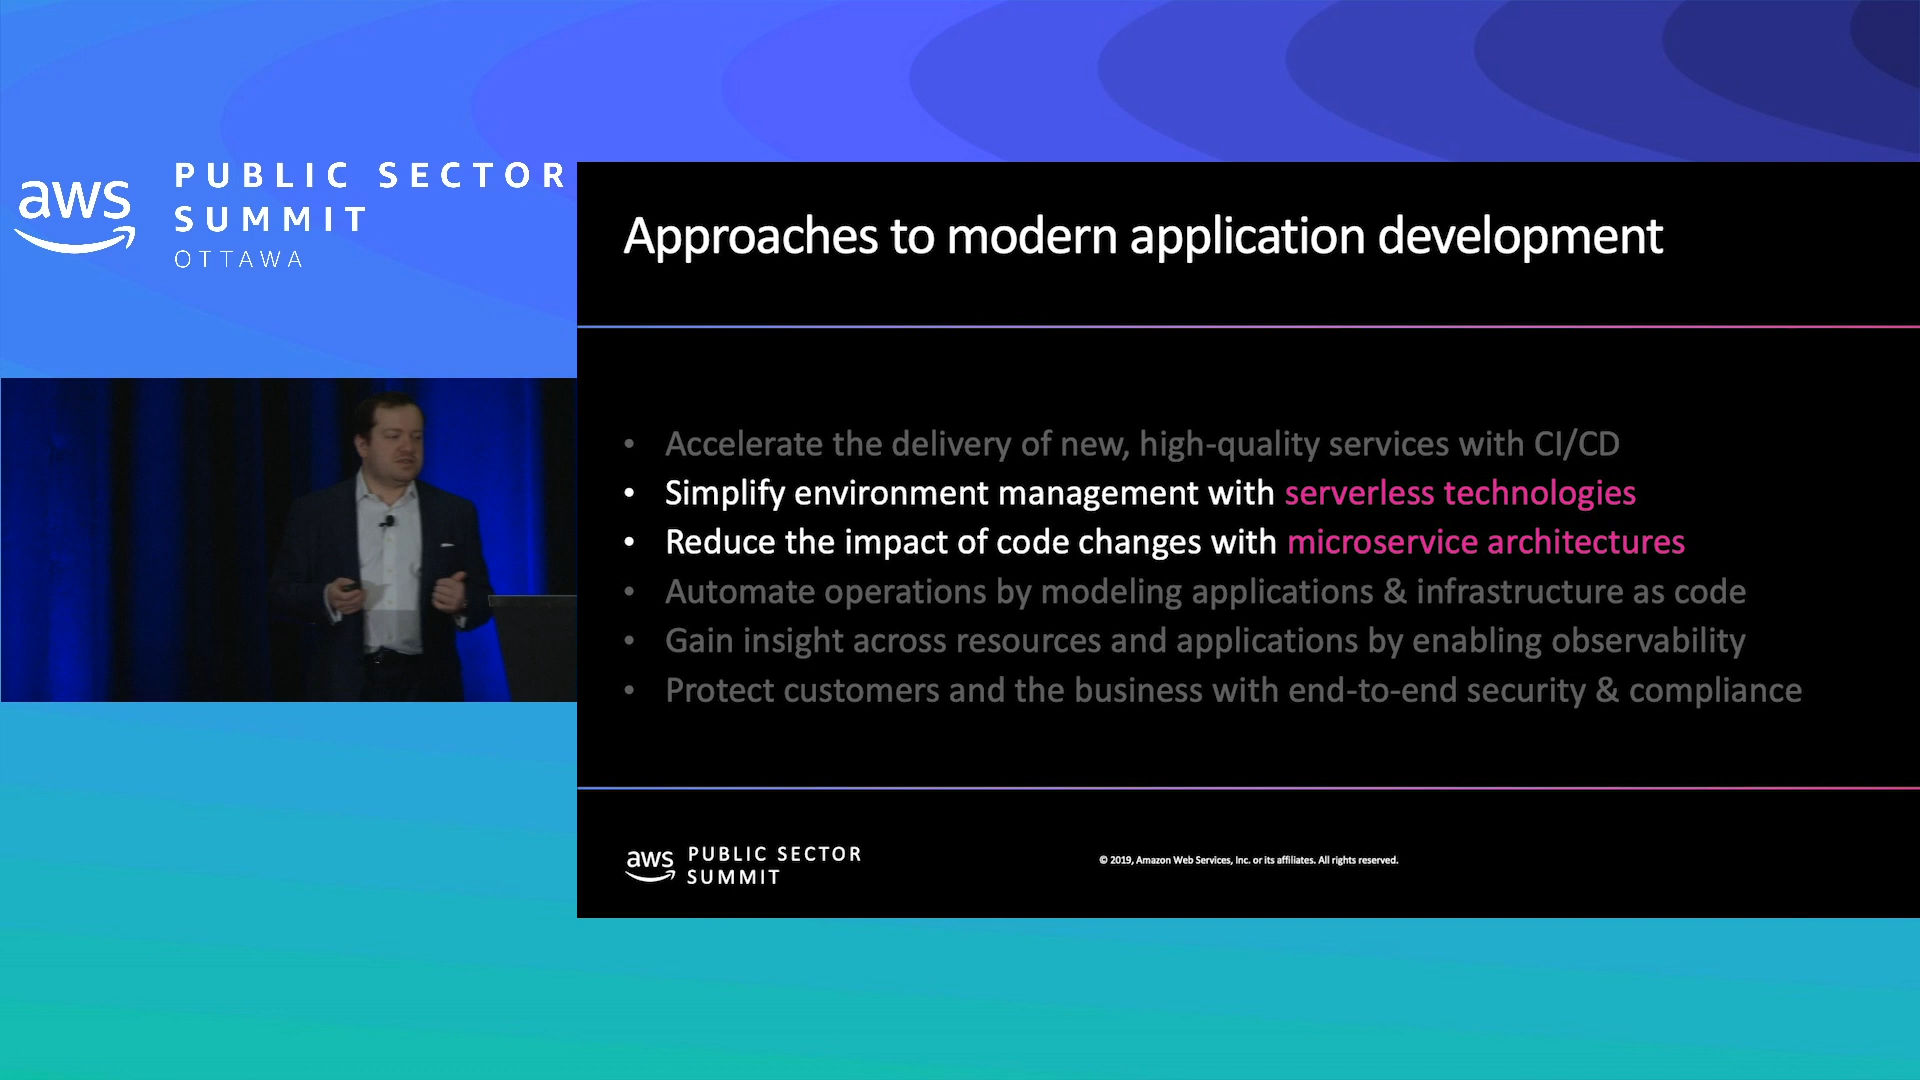 aws
PUBLIC SECTOR
SUMMIT
OTTAWA
Approaches to modern application development
• Accelerate the delivery of new, high-quality services with CI/CD
• Simplify environment management with serverless technologies
• Reduce the impact of code changes with microservice architectures
• Automate operations by modeling applications & infrastructure as code
• Gain insight across resources and applications by enabling observability
• Protect customers and the business with end-to-end security & compliance
aws PUBLIC SECTOR
SUMMIT
© 2019, Amazon Web Services, Inc. or its affiliates. All rights reserved.